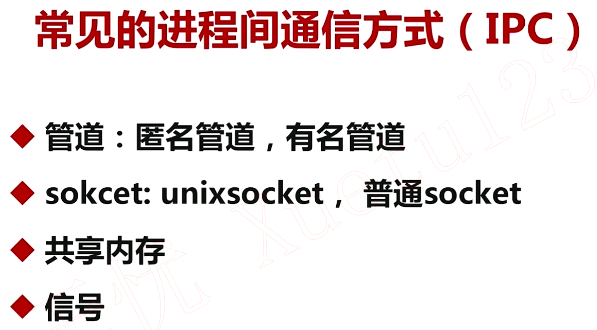 常见的进程间通信方式（IPC）
管道：匿名管道，有名管道
sokcet: unixsocket， 普通socket
共享内存
信号